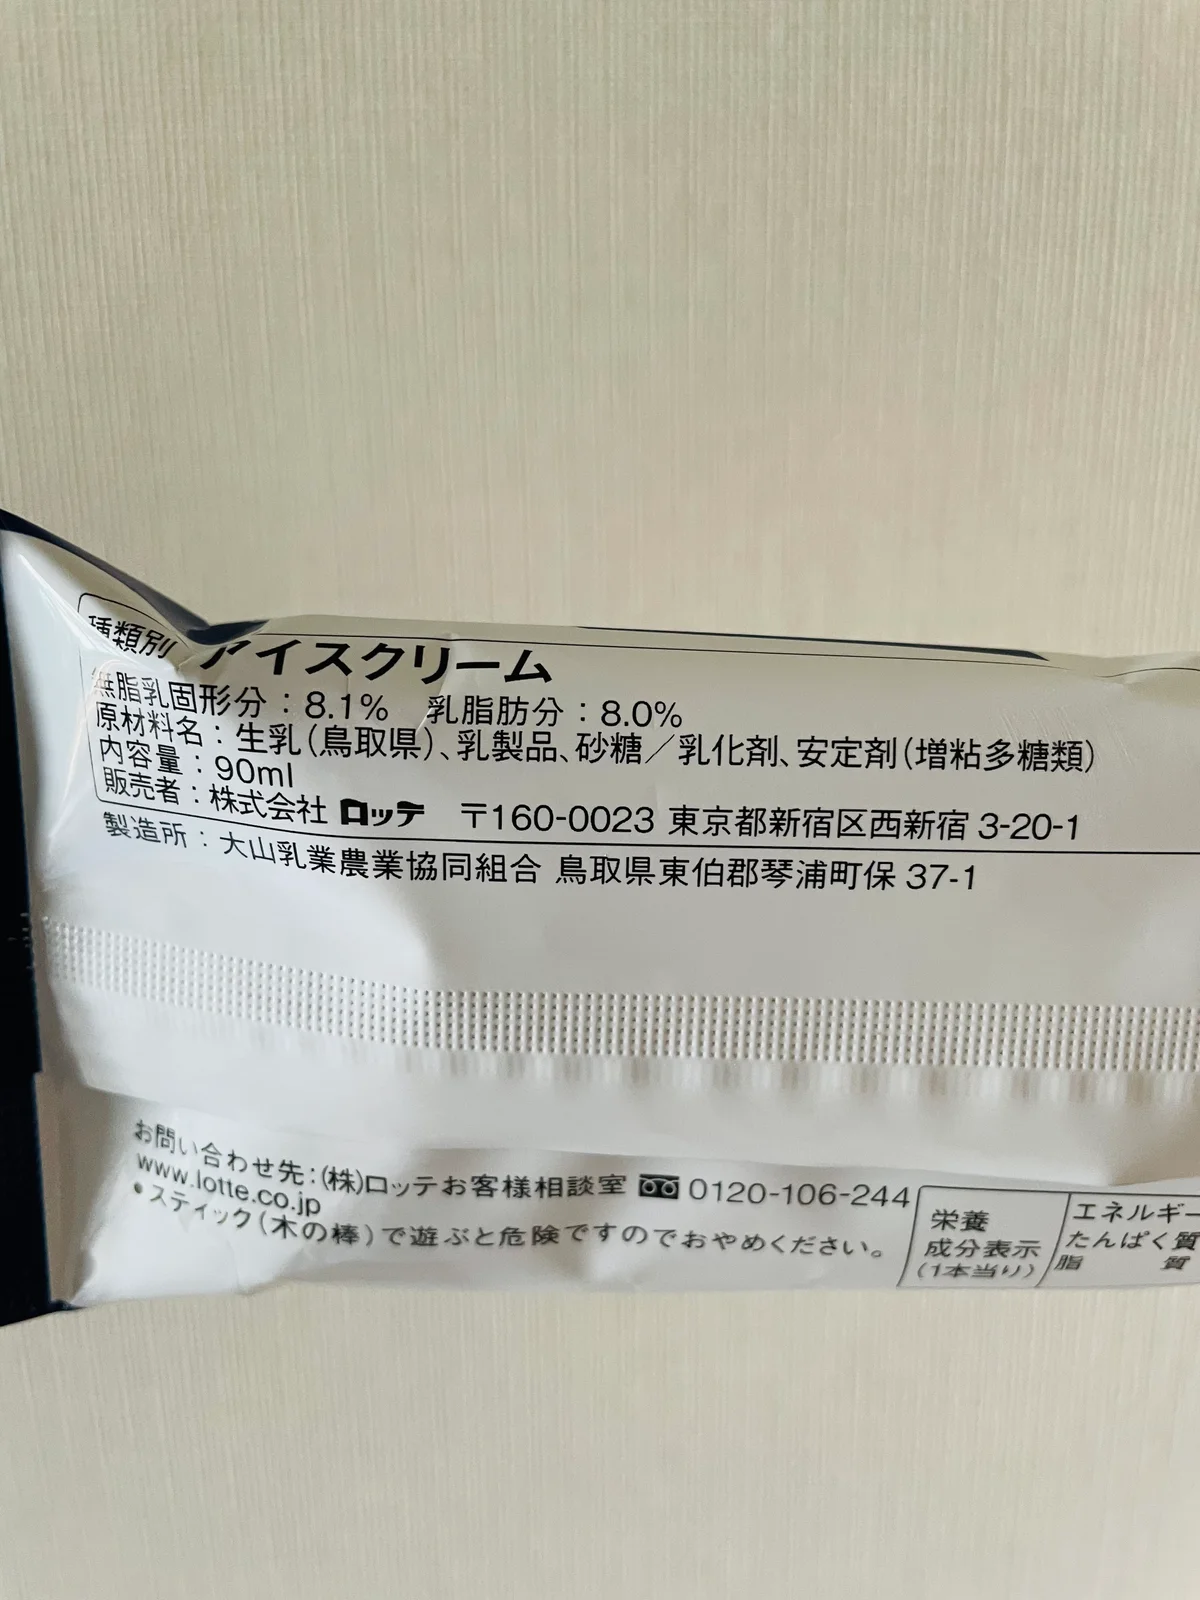 種類別 アイスクリーム
無脂乳固形分：8.1% 乳脂肪分：8.0%
原材料名：生乳（鳥取県）、乳製品、砂糖／乳化剤、安定剤（増粘多糖類）
内容量：90ml
販売者：株式会社 ロッテ 〒160-0023 東京都新宿区西新宿 3-20-1
製造所：大山乳業農業協同組合 鳥取県東伯郡琴浦町保 37-1
お問い合わせ先：(株)ロッテお客様相談室 0120-106-244
www.lotte.co.jp
•スティック（木の棒）で遊ぶと危険ですのでおやめください。
栄養
成分表示
（1本当り）
エネルギー
たんぱく質
脂 質